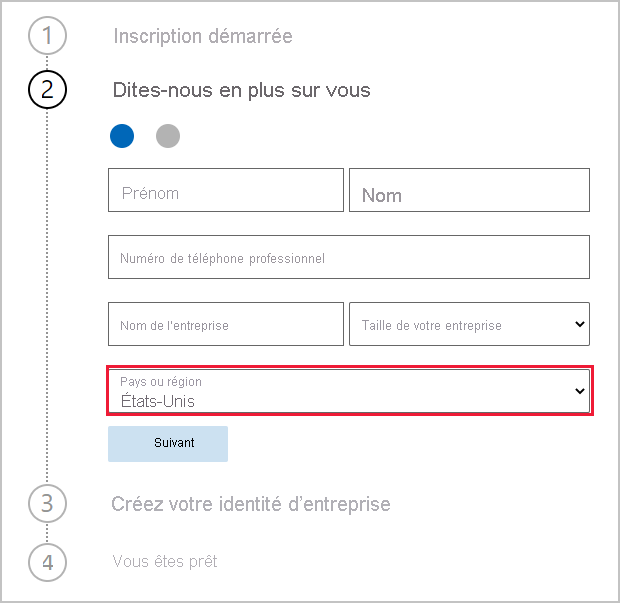 1 Inscription démarrée
2 Dites-nous en plus sur vous
Prénom Nom
Numéro de téléphone professionnel
Nom de l'entreprise Taille de votre entreprise
Pays ou région
États-Unis
Suivant
3 Créez votre identité d’entreprise
4 Vous êtes prêt